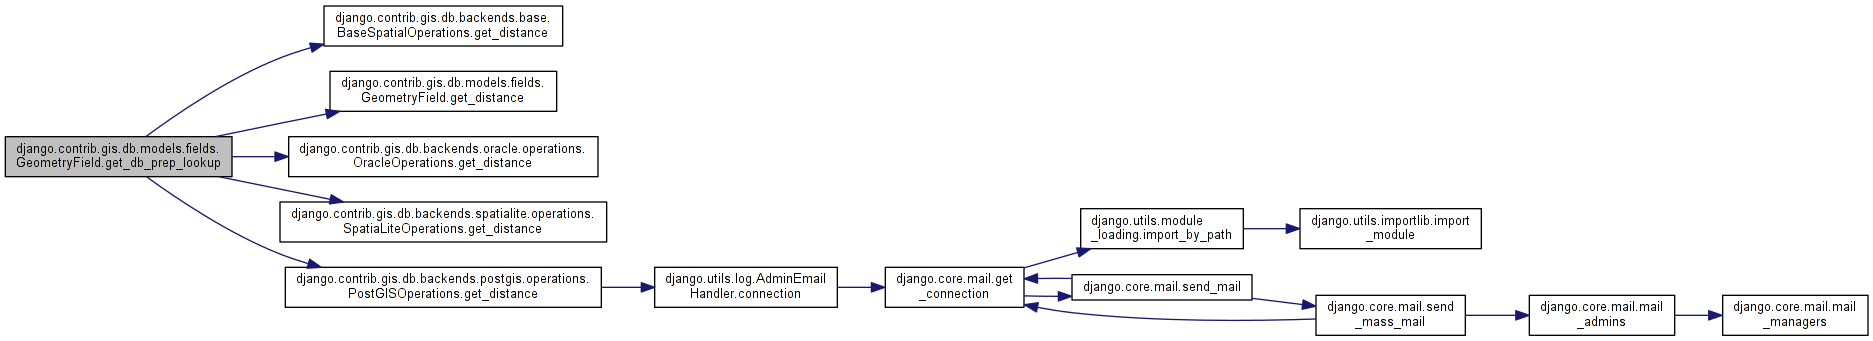 django.contrib.gis.db.backends.base.
BaseSpatialOperations.get_distance
django.contrib.gis.db.models.fields.
GeometryField.get_distance
django.contrib.gis.db.models.fields.
GeometryField.get_db_prep_lookup
django.contrib.gis.db.backends.oracle.operations.
OracleOperations.get_distance
django.contrib.gis.db.backends.spatialite.operations.
SpatiaLiteOperations.get_distance
django.contrib.gis.db.backends.postgis.operations.
PostGISOperations.get_distance
django.utils.log.AdminEmail
Handler.connection
django.core.mail.get
_connection
django.utils.module
_loading.import_by_path
django.utils.importlib.import
_module
django.core.mail.send_mail
django.core.mail.send
_mass_mail
django.core.mail.mail
_admins
django.core.mail.mail
_managers